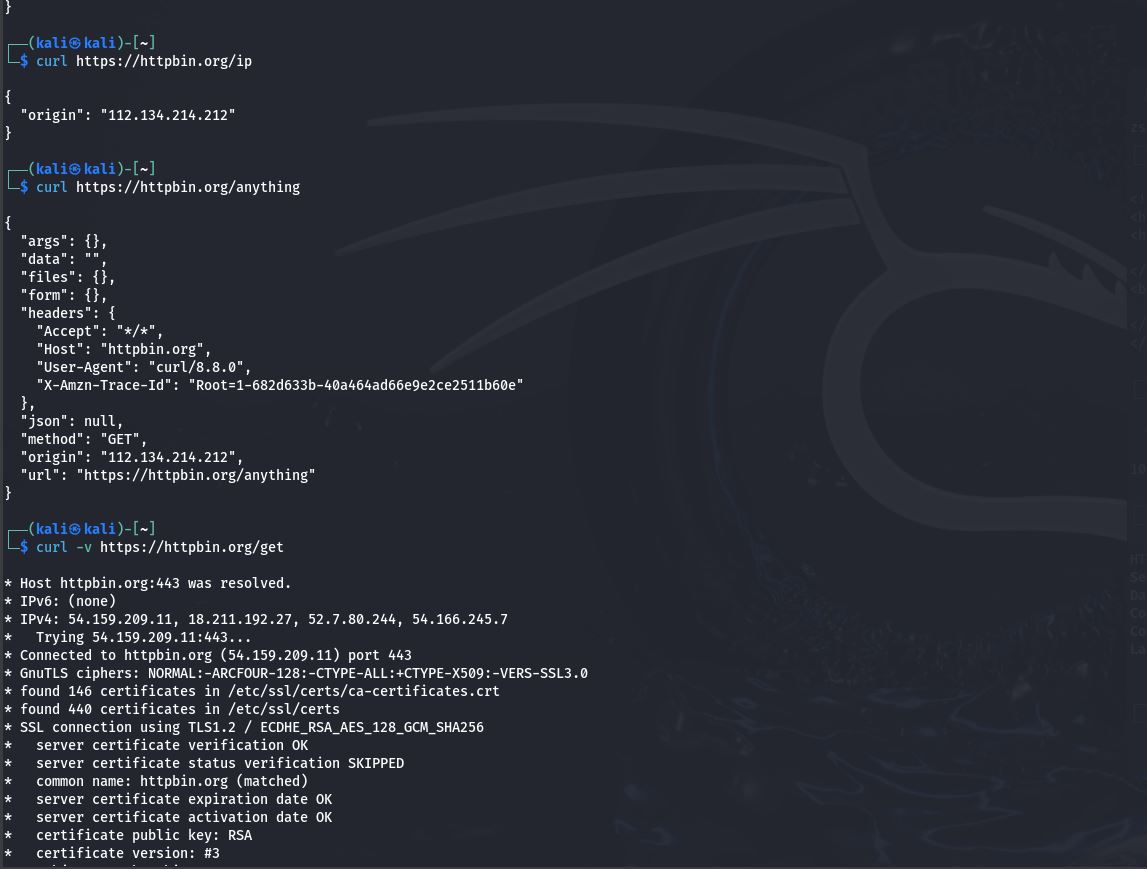 }
┌──(kali㉿kali)-[~]
└─$ curl https://httpbin.org/ip
{
  "origin": "112.134.214.212"
}
┌──(kali㉿kali)-[~]
└─$ curl https://httpbin.org/anything
{
  "args": {},
  "data": "",
  "files": {},
  "form": {},
  "headers": {
    "Accept": "*/*",
    "Host": "httpbin.org",
    "User-Agent": "curl/8.8.0",
    "X-Amzn-Trace-Id": "Root=1-682d633b-40a464ad66e9e2ce2511b60e"
  },
  "json": null,
  "method": "GET",
  "origin": "112.134.214.212",
  "url": "https://httpbin.org/anything"
}
┌──(kali㉿kali)-[~]
└─$ curl -v https://httpbin.org/get
* Host httpbin.org:443 was resolved.
* IPv6: (none)
* IPv4: 54.159.209.11, 18.211.192.27, 52.7.80.244, 54.166.245.7
*   Trying 54.159.209.11:443...
* Connected to httpbin.org (54.159.209.11) port 443
* GnuTLS ciphers: NORMAL:-ARCFOUR-128:-CTYPE-ALL:+CTYPE-X509:-VERS-SSL3.0
* found 146 certificates in /etc/ssl/certs/ca-certificates.crt
* found 440 certificates in /etc/ssl/certs
* SSL connection using TLS1.2 / ECDHE_RSA_AES_128_GCM_SHA256
*   server certificate verification OK
*   server certificate status verification SKIPPED
*   common name: httpbin.org (matched)
*   server certificate expiration date OK
*   server certificate activation date OK
*   certificate public key: RSA
*   certificate version: #3